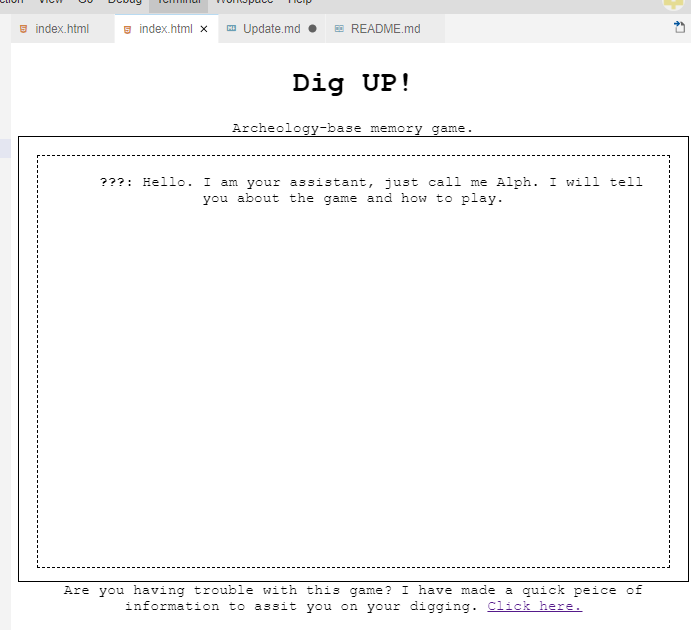 View Go Debug Terminal Workspace Help
index.html index.html × Update.md README.md
Dig UP!
Archeology-base memory game.
???: Hello. I am your assistant, just call me Alph. I will tell
you about the game and how to play.
Are you having trouble with this game? I have made a quick peice of
information to assit you on your digging. Click here.